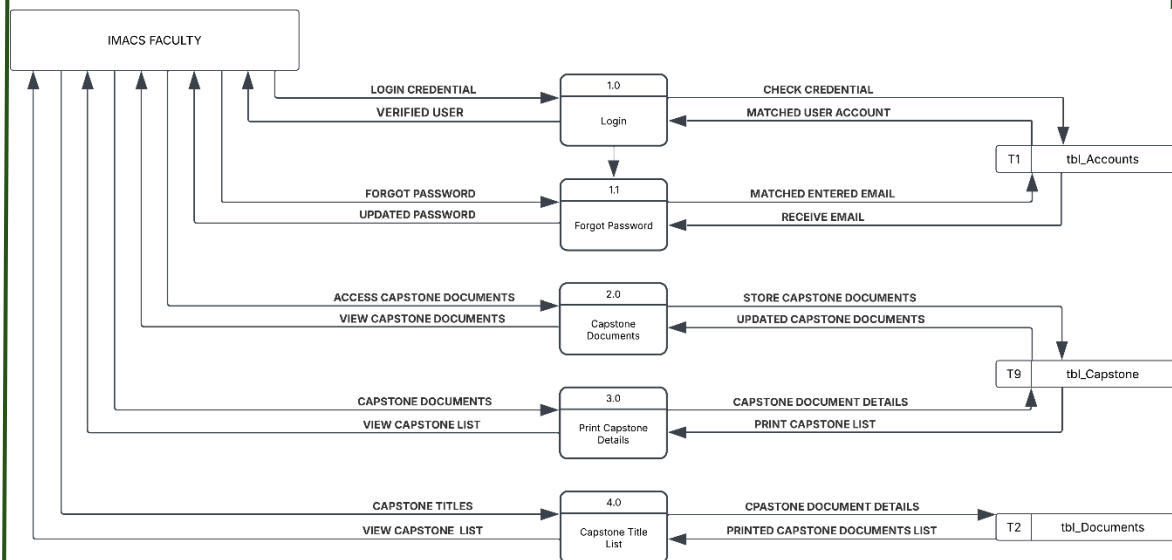 IMACS FACULTY
1.0
LOGIN CREDENTIAL
CHECK CREDENTIAL
VERIFIED USER
Login
MATCHED USER ACCOUNT
T1
tbl_Accounts
1.1
FORGOT PASSWORD
MATCHED ENTERED EMAIL
UPDATED PASSWORD
Forgot Password
RECEIVE EMAIL
2.0
ACCESS CAPSTONE DOCUMENTS
STORE CAPSTONE DOCUMENTS
VIEW CAPSTONE DOCUMENTS
Capstone
Documents
UPDATED CAPSTONE DOCUMENTS
T9
tbl_Capstone
3.0
CAPSTONE DOCUMENTS
CAPSTONE DOCUMENT DETAILS
VIEW CAPSTONE LIST
Print Capstone
Details
PRINT CAPSTONE LIST
4.0
CAPSTONE TITLES
CPASTONE DOCUMENT DETAILS
VIEW CAPSTONE LIST
Capstone Title
List
PRINTED CAPSTONE DOCUMENTS LIST
T2
tbl_Documents